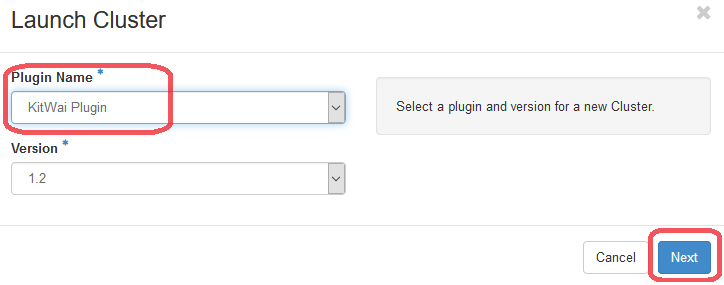 Launch Cluster
×
Plugin Name *
KitWai Plugin
Select a plugin and version for a new Cluster.
Version *
1.2
Cancel
Next